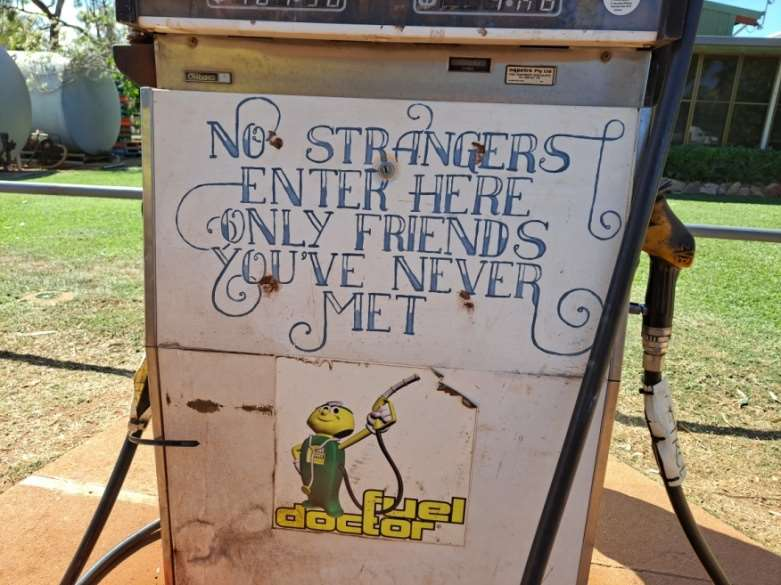 NO STRANGERS
ENTER HERE
ONLY FRIENDS
YOU'VE NEVER
MET
fuel
doctor